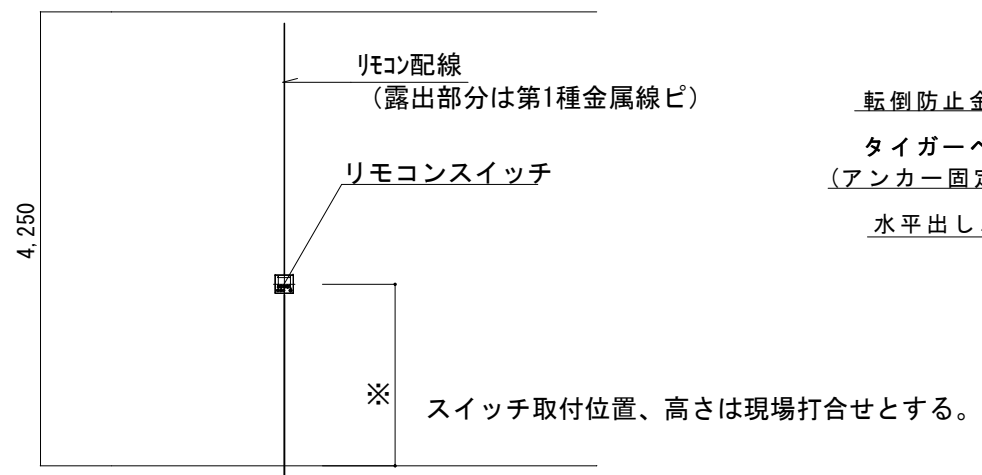 リモコン配線
（露出部分は第1種金属線ピ）
リモコンスイッチ
4,250
※
スイッチ取付位置、高さは現場打合せとする。
転倒防止金
タイガーベ
(アンカー固定
水平出し